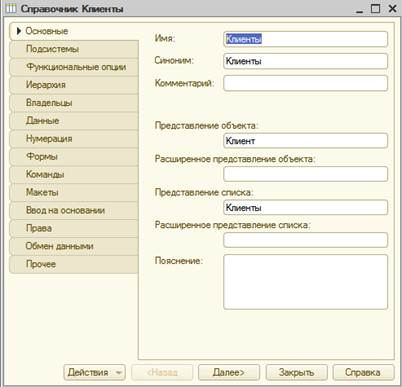 Справочник Клиенты
Основные
Подсистемы
Функциональные опции
Иерархия
Владельцы
Данные
Нумерация
Формы
Команды
Макеты
Ввод на основании
Права
Обмен данными
Прочее
Имя: Клиенты
Синоним: Клиенты
Комментарий:
Представление объекта:
Клиент
Расширенное представление объекта:
Представление списка:
Клиенты
Расширенное представление списка:
Пояснение:
Действия <Назад Далее> Закрыть Справка